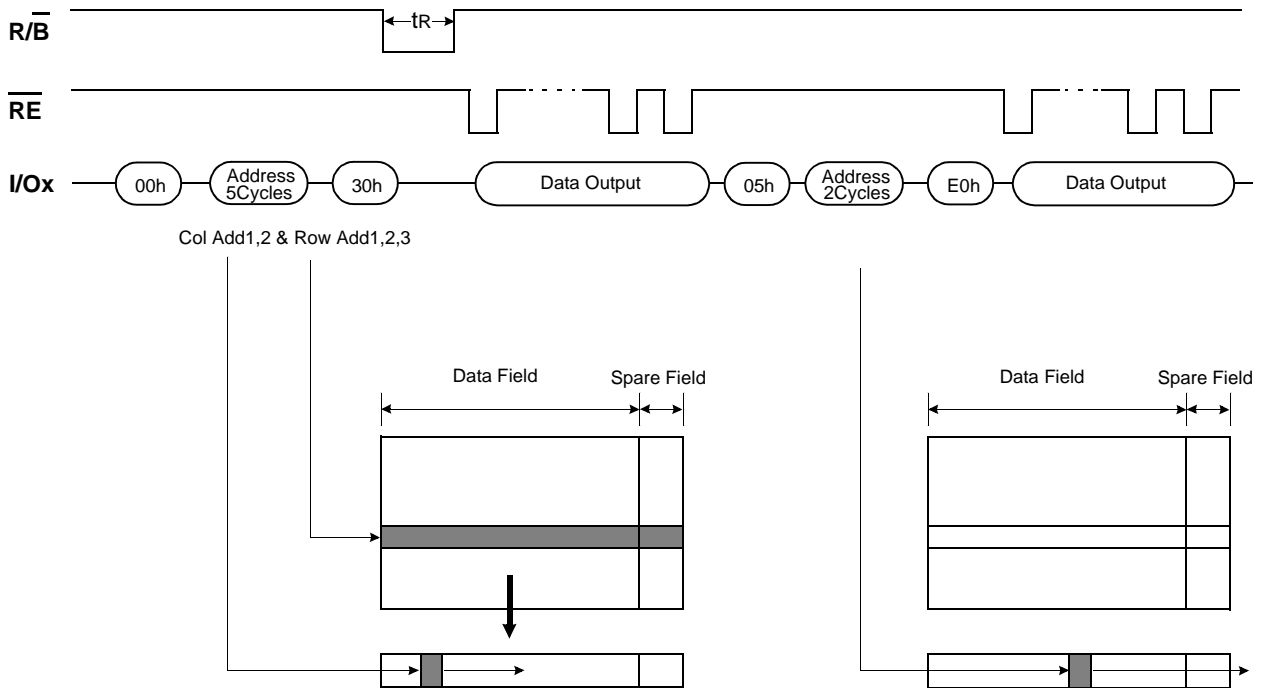 R/B̅
tR
R̅E̅
I/Ox
00h
Address
5Cycles
30h
Data Output
05h
Address
2Cycles
E0h
Data Output
Col Add1,2 & Row Add1,2,3
Data Field
Spare Field
Data Field
Spare Field